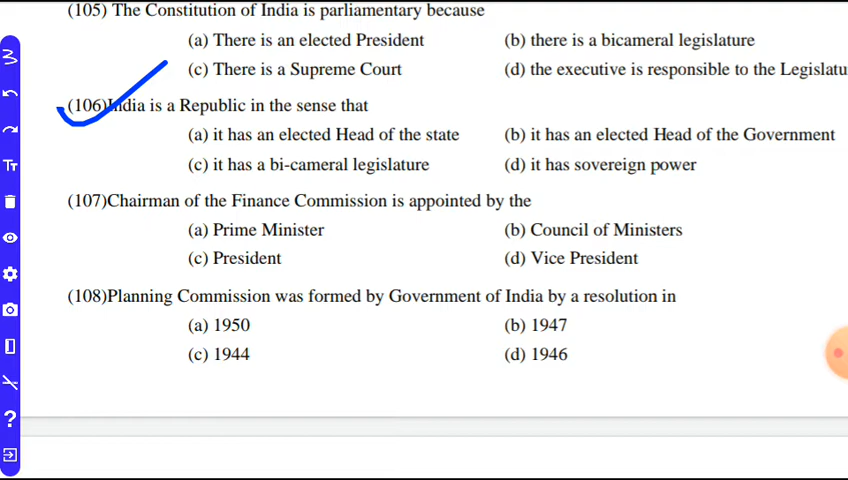 (105) The Constitution of India is parliamentary because
(a) There is an elected President (b) there is a bicameral legislature
(c) There is a Supreme Court (d) the executive is responsible to the Legislatu
(106)India is a Republic in the sense that
(a) it has an elected Head of the state (b) it has an elected Head of the Government
(c) it has a bi-cameral legislature (d) it has sovereign power
(107)Chairman of the Finance Commission is appointed by the
(a) Prime Minister (b) Council of Ministers
(c) President (d) Vice President
(108)Planning Commission was formed by Government of India by a resolution in
(a) 1950 (b) 1947
(c) 1944 (d) 1946